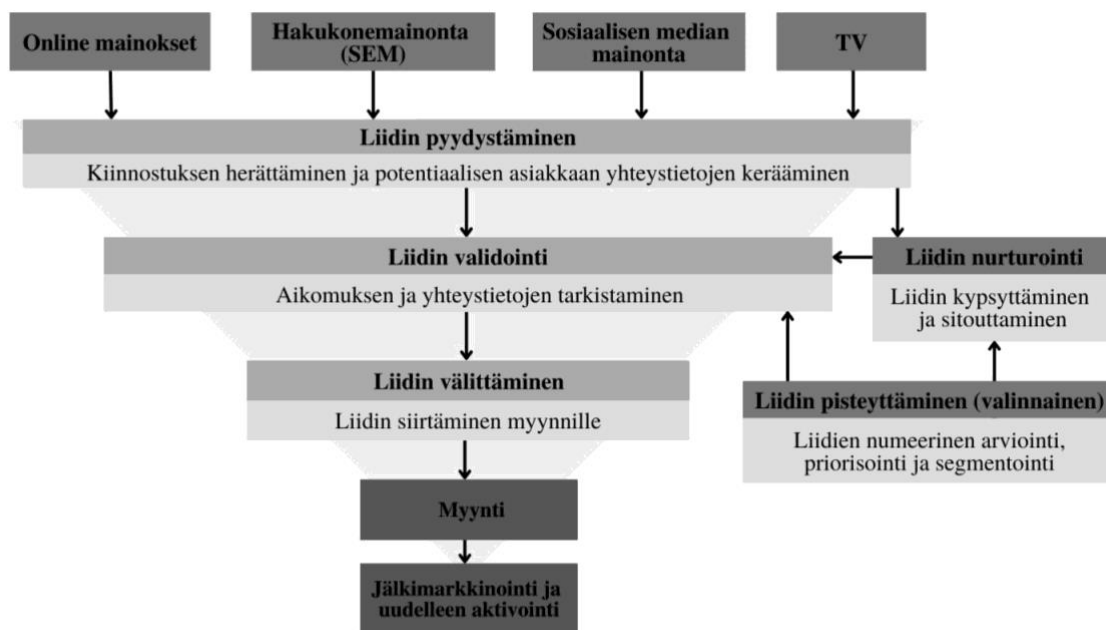 Online mainokset
Hakukonemainonta
(SEM)
Sosiaalisen median
mainonta
TV
Liidin pyydystäminen
Kiinnostuksen herättäminen ja potentiaalisen asiakkaan yhteystietojen kerääminen
Liidin validointi
Aikomuksen ja yhteystietojen tarkistaminen
Liidin nurturointi
Liidin kypsyttäminen
ja sitouttaminen
Liidin välittäminen
Liidin siirtäminen myynnille
Liidin pisteyttäminen (valinnainen)
Liidien numeerinen arviointi,
priorisointi ja segmentointi
Myynti
Jälkimarkkinointi ja
uudelleen aktivointi